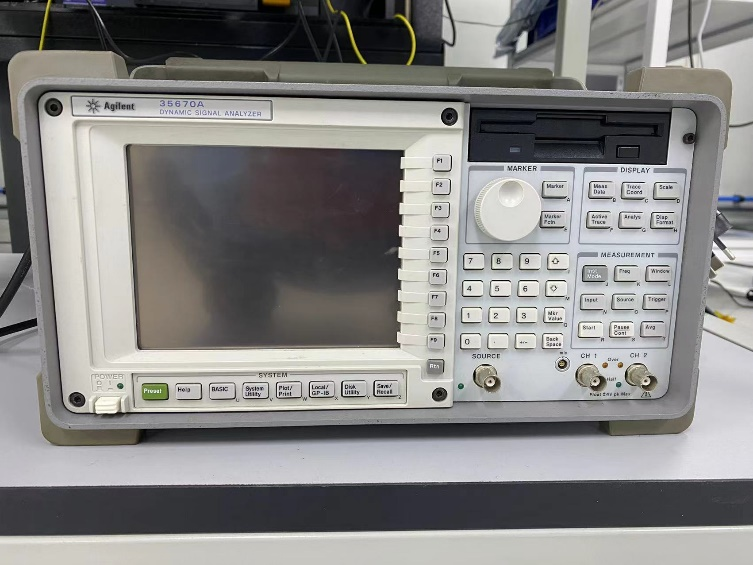 Agilent
35670A
DYNAMIC SIGNAL ANALYZER
F1
F2
F3
F4
F5
F6
F7
F8
F9
Rtn
MARKER
Marker
Marker
Fctn
DISPLAY
Meas
Data
Trace
Coord
Scale
Active
Trace
Analys
Disp
Format
MEASUREMENT
Inst
Mode
Freq
Window
Input
Source
Trigger
Start
Pause
Cont
Avg
7
8
9
4
5
6
1
2
3
Mkr
Value
0
.
+/-
Back
Space
SOURCE
CH 1
Over
CH 2
Half
POWER
SYSTEM
Preset
Help
BASIC
System
Utility
Plot/
Print
Local/
GP-IB
Disk
Utility
Save/
Recall